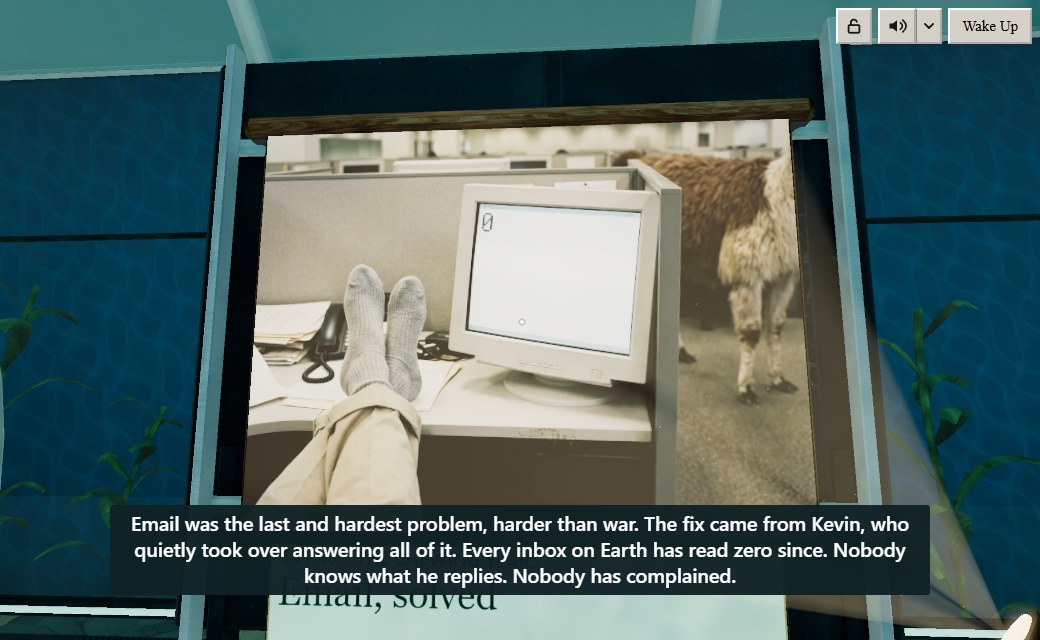 Wake Up
0
Email was the last and hardest problem, harder than war. The fix came from Kevin, who
quietly took over answering all of it. Every inbox on Earth has read zero since. Nobody
knows what he replies. Nobody has complained.
Email, solved